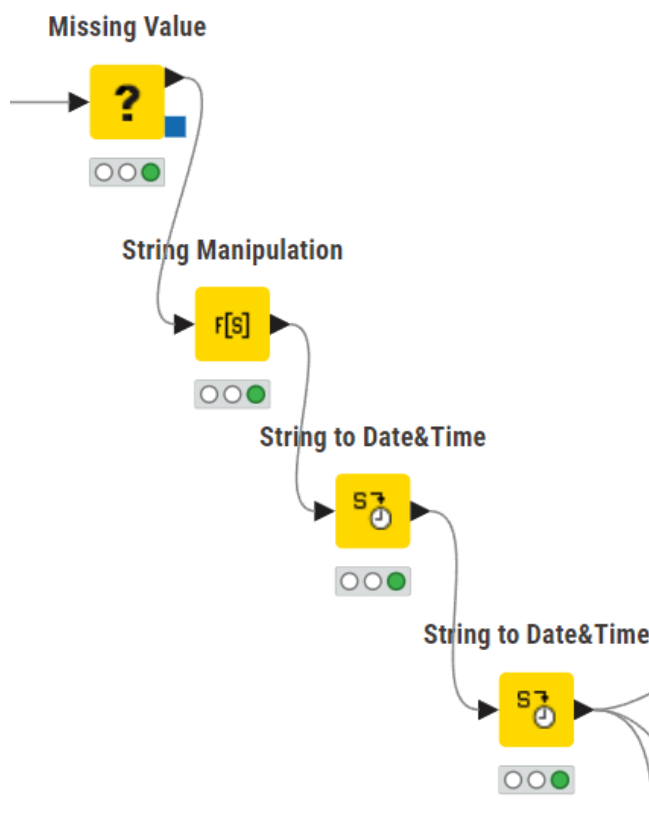 Missing Value
?
String Manipulation
F[S]
String to Date&Time
S
String to Date&Time
S